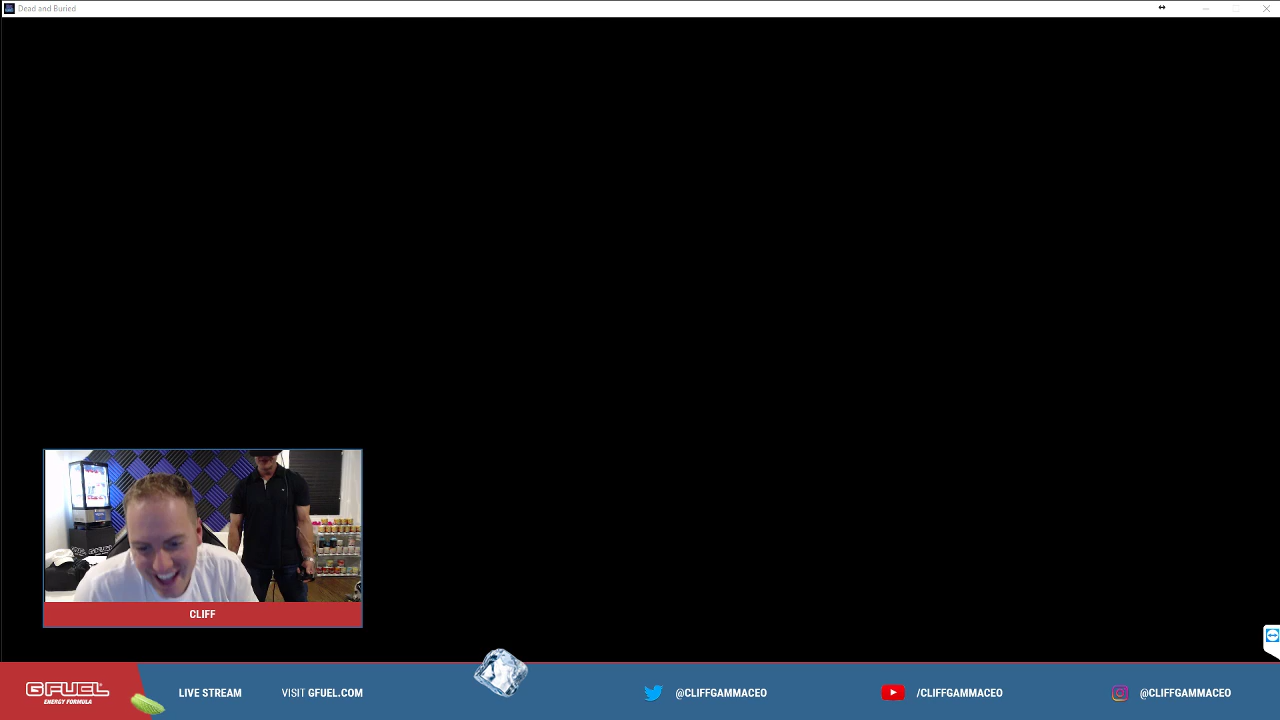 Dead and Buried
CLIFF
GFUEL
ENERGY FORMULA
LIVE STREAM
VISIT GFUEL.COM
@CLIFFGAMMACEO
/CLIFFGAMMACEO
@CLIFFGAMMACEO